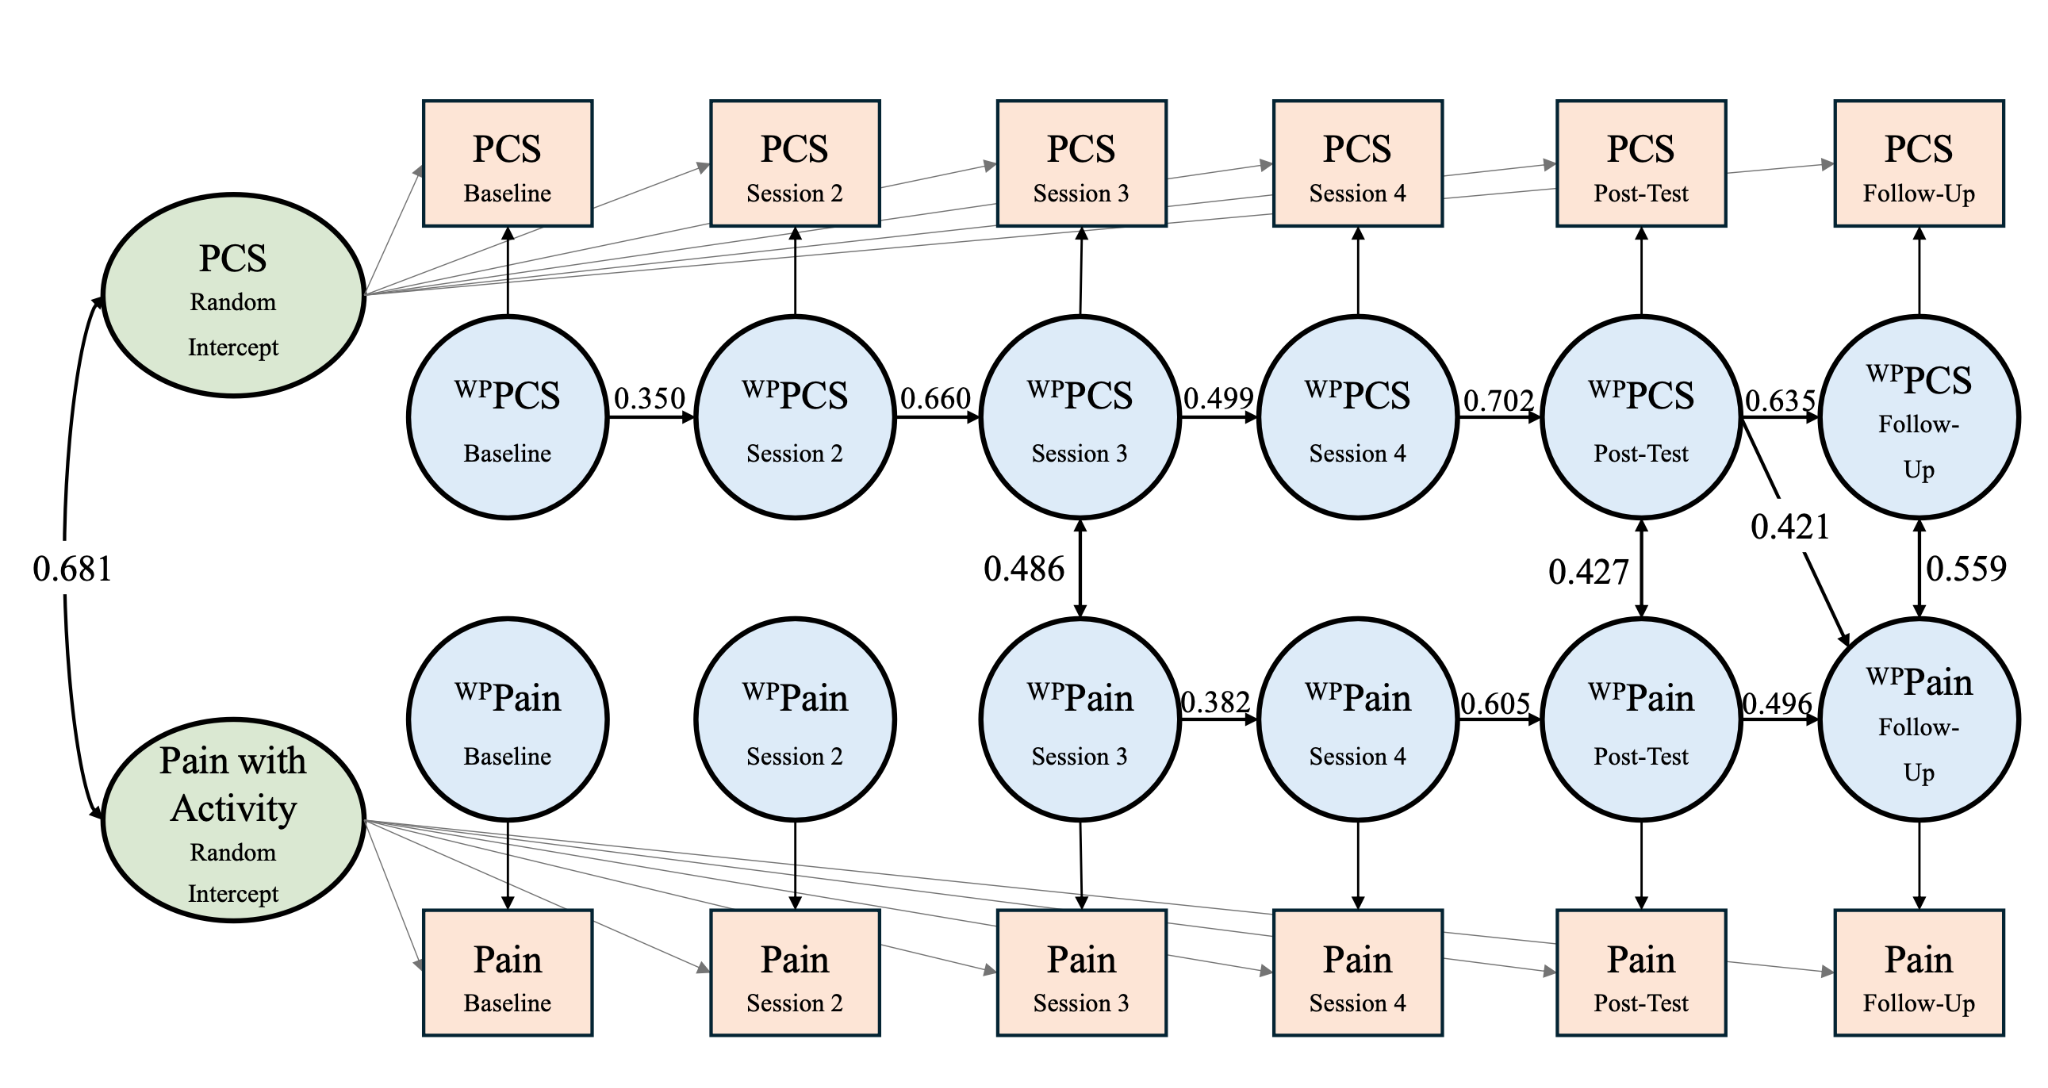 PCS
Baseline
PCS
Session 2
PCS
Session 3
PCS
Session 4
PCS
Post-Test
PCS
Follow-Up
PCS
Random
Intercept
WPPCS
Baseline
0.350
WPPCS
Session 2
0.660
WPPCS
Session 3
0.499
WPPCS
Session 4
0.702
WPPCS
Post-Test
0.635
WPPCS
Follow-
Up
0.681
0.486
0.427
0.421
0.559
WPPain
Baseline
WPPain
Session 2
WPPain
Session 3
0.382
WPPain
Session 4
0.605
WPPain
Post-Test
0.496
WPPain
Follow-
Up
Pain with
Activity
Random
Intercept
Pain
Baseline
Pain
Session 2
Pain
Session 3
Pain
Session 4
Pain
Post-Test
Pain
Follow-Up